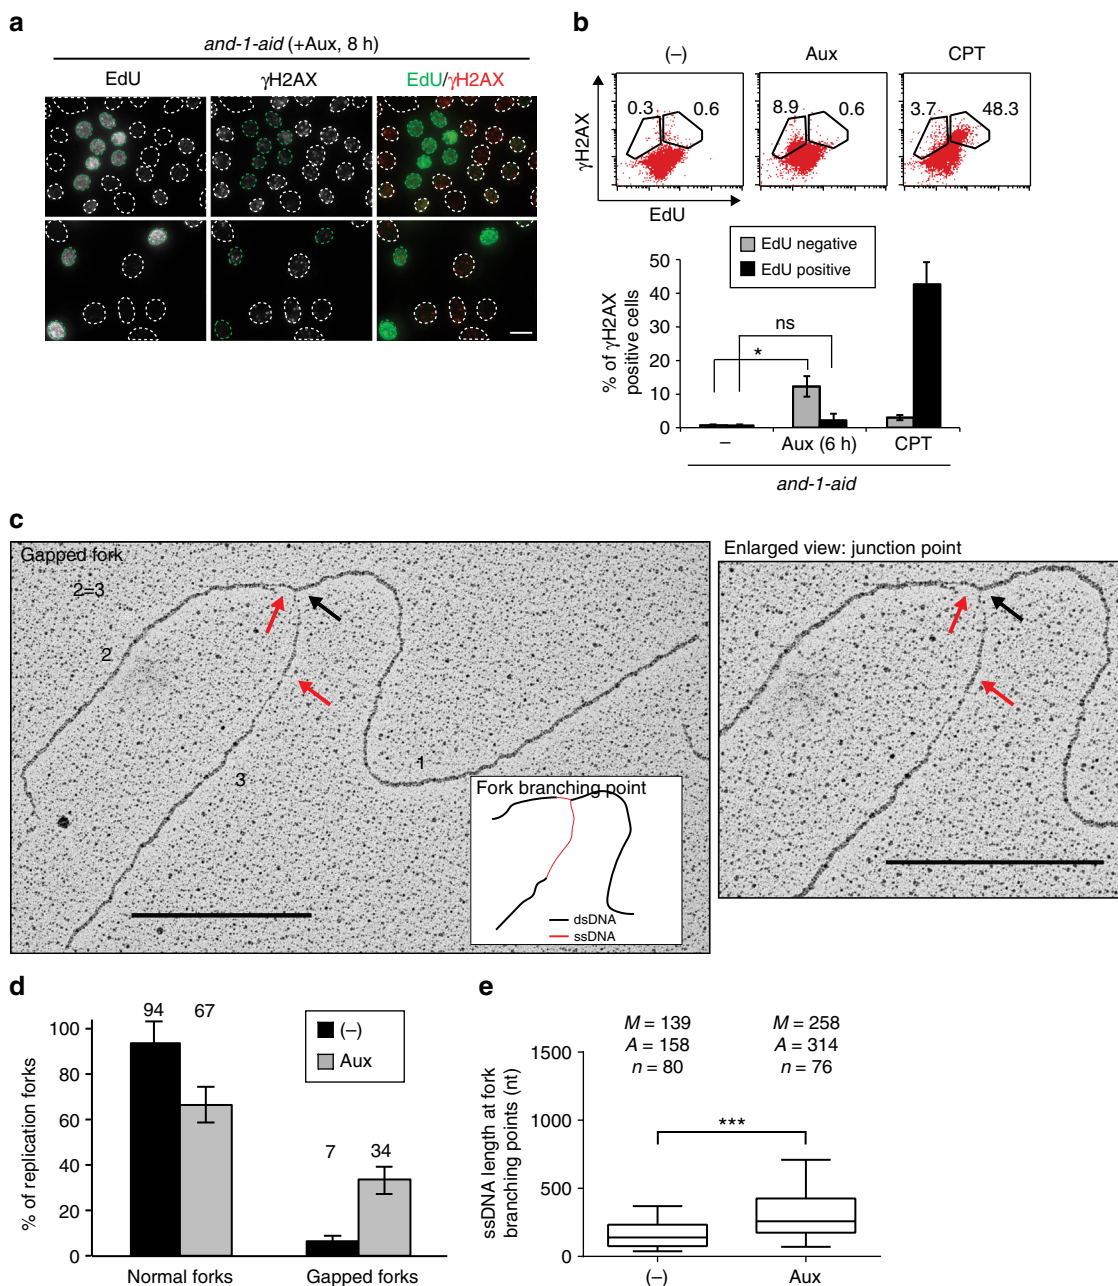 a
and-1-aid (+Aux, 8 h)
EdU γH2AX EdU/γH2AX
b
(–) Aux CPT
0.3 0.6 8.9 0.6 3.7 48.3
γH2AX
EdU
EdU negative
EdU positive
50
40
30
20
10
0
% of γH2AX
positive cells
ns
*
– Aux (6 h) CPT
and-1-aid
c
Gapped fork
2=3
2
3
1
Fork branching point
dsDNA
ssDNA
Enlarged view: junction point
d
94 67
7 34
(–)
Aux
100
80
60
40
20
0
% of replication forks
Normal forks Gapped forks
e
M = 139 M = 258
A = 158 A = 314
n = 80 n = 76
1500
1000
500
0
ssDNA length at fork
branching points (nt)
***
(–) Aux